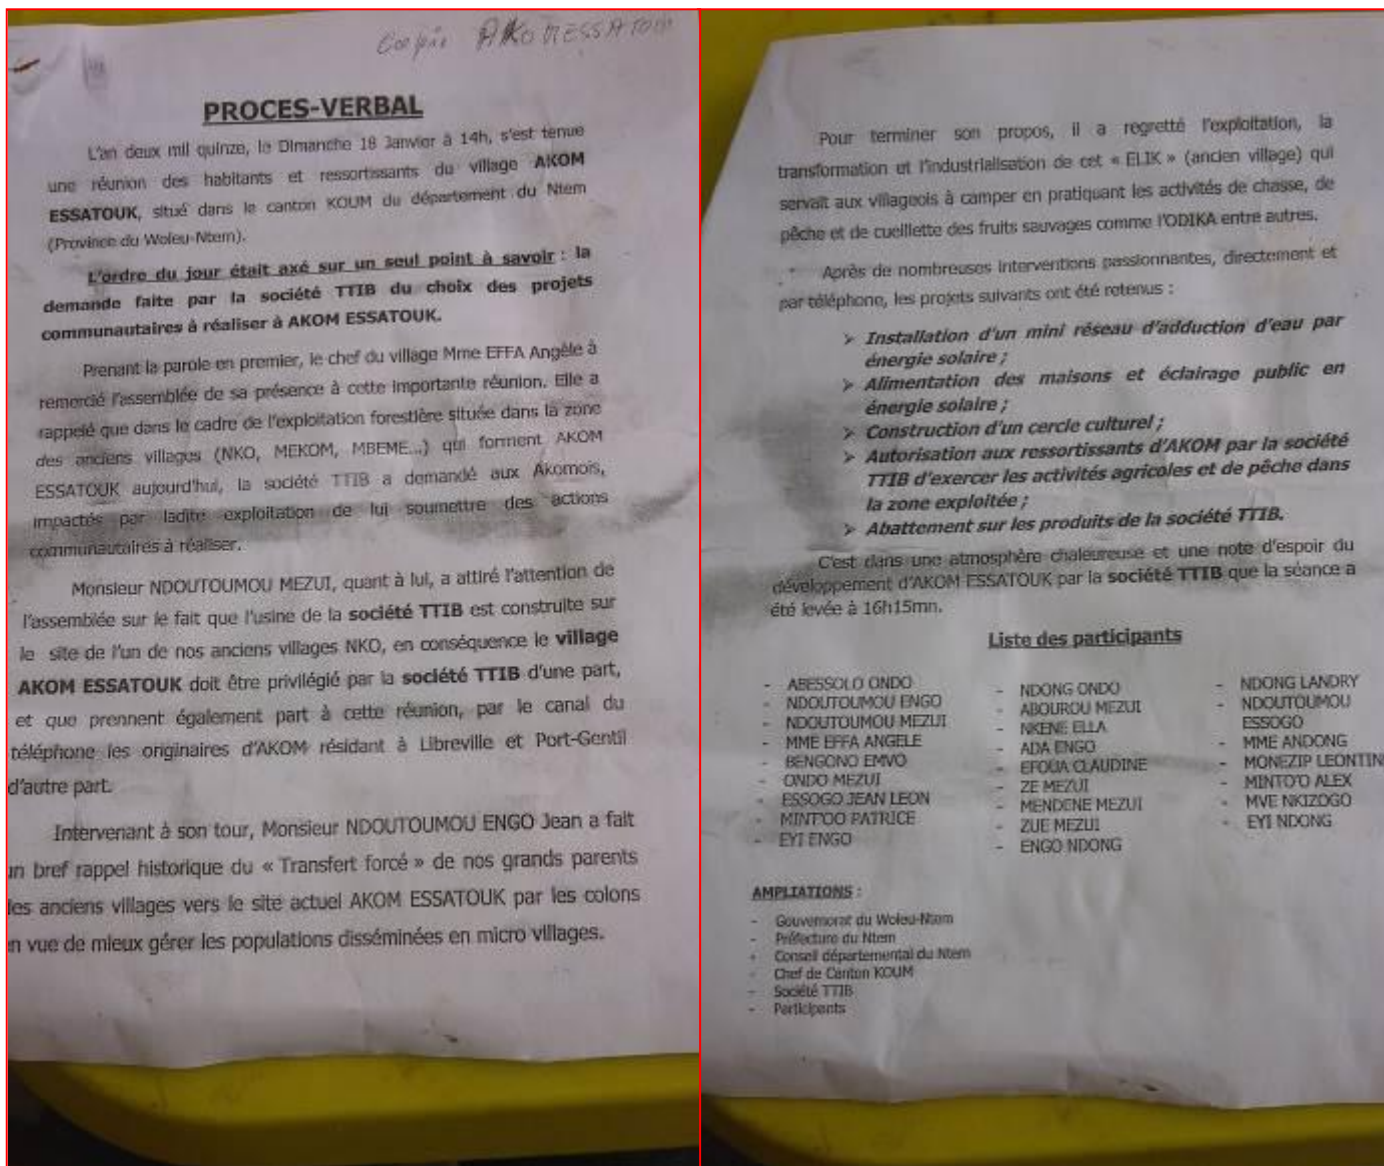 Copie AKOM ESSATOUK
PROCES-VERBAL
L'an deux mil quinze, le Dimanche 18 Janvier à 14h, s'est tenue
une réunion des habitants et ressortissants du village AKOM
ESSATOUK, situé dans le canton KOUM du département du Ntem
(Province du Woleu-Ntem).
L'ordre du jour était axé sur un seul point à savoir : la
demande faite par la société TTIB du choix des projets
communautaires à réaliser à AKOM ESSATOUK.
Prenant la parole en premier, le chef du village Mme EFFA Angèle à
remercié l'assemblée de sa présence à cette importante réunion. Elle a
rappelé que dans le cadre de l'exploitation forestière située dans la zone
des anciens villages (NKO, MEKOM, MBEME...) qui forment AKOM
ESSATOUK aujourd'hui, la société TTIB a demandé aux Akomois,
impactés par ladite exploitation de lui soumettre des actions
communautaires à réaliser.
Monsieur NDOUTOUMOU MEZUI, quant à lui, a attiré l'attention de
l'assemblée sur le fait que l'usine de la société TTIB est construite sur
le site de l'un de nos anciens villages NKO, en conséquence le village
AKOM ESSATOUK doit être privilégié par la société TTIB d'une part,
et que prennent également part à cette réunion, par le canal du
téléphone les originaires d'AKOM résidant à Libreville et Port-Gentil
d'autre part.
Intervenant à son tour, Monsieur NDOUTOUMOU ENGO Jean a fait
un bref rappel historique du « Transfert forcé » de nos grands parents
des anciens villages vers le site actuel AKOM ESSATOUK par les colons
en vue de mieux gérer les populations disséminées en micro villages.
Pour terminer son propos, il a regretté l'exploitation, la
transformation et l'industrialisation de cet « ELIK » (ancien village) qui
servait aux villageois à camper en pratiquant les activités de chasse, de
pêche et de cueillette des fruits sauvages comme l'ODIKA entre autres.
Après de nombreuses interventions passionnantes, directement et
par téléphone, les projets suivants ont été retenus :
➢ Installation d'un mini réseau d'adduction d'eau par
énergie solaire ;
➢ Alimentation des maisons et éclairage public en
énergie solaire ;
➢ Construction d'un cercle culturel ;
➢ Autorisation aux ressortissants d'AKOM par la société
TTIB d'exercer les activités agricoles et de pêche dans
la zone exploitée ;
➢ Abattement sur les produits de la société TTIB.
C'est dans une atmosphère chaleureuse et une note d'espoir du
développement d'AKOM ESSATOUK par la société TTIB que la séance a
été levée à 16h15mn.
Liste des participants
- ABESSOLO ONDO
- NDOUTOUMOU ENGO
- NDOUTOUMOU MEZUI
- MME EFFA ANGELE
- BENGONO EMVO
- ONDO MEZUI
- ESSOGO JEAN LEON
- MINT'OO PATRICE
- EYI ENGO
- NDONG ONDO
- ABOUROU MEZUI
- NKENE ELLA
- ADA ENGO
- EFOUA CLAUDINE
- ZE MEZUI
- MENDENE MEZUI
- ZUE MEZUI
- ENGO NDONG
- NDONG LANDRY
- NDOUTOUMOU
ESSOGO
- MME ANDONG
- MONEZIP LEONTIN
- MINTO'O ALEX
- MVE NKIZOGO
- EYI NDONG
AMPLIATIONS :
- Gouvernorat du Woleu-Ntem
- Préfecture du Ntem
- Conseil départemental du Ntem
- Chef de Canton KOUM
- Société TTIB
- Participants